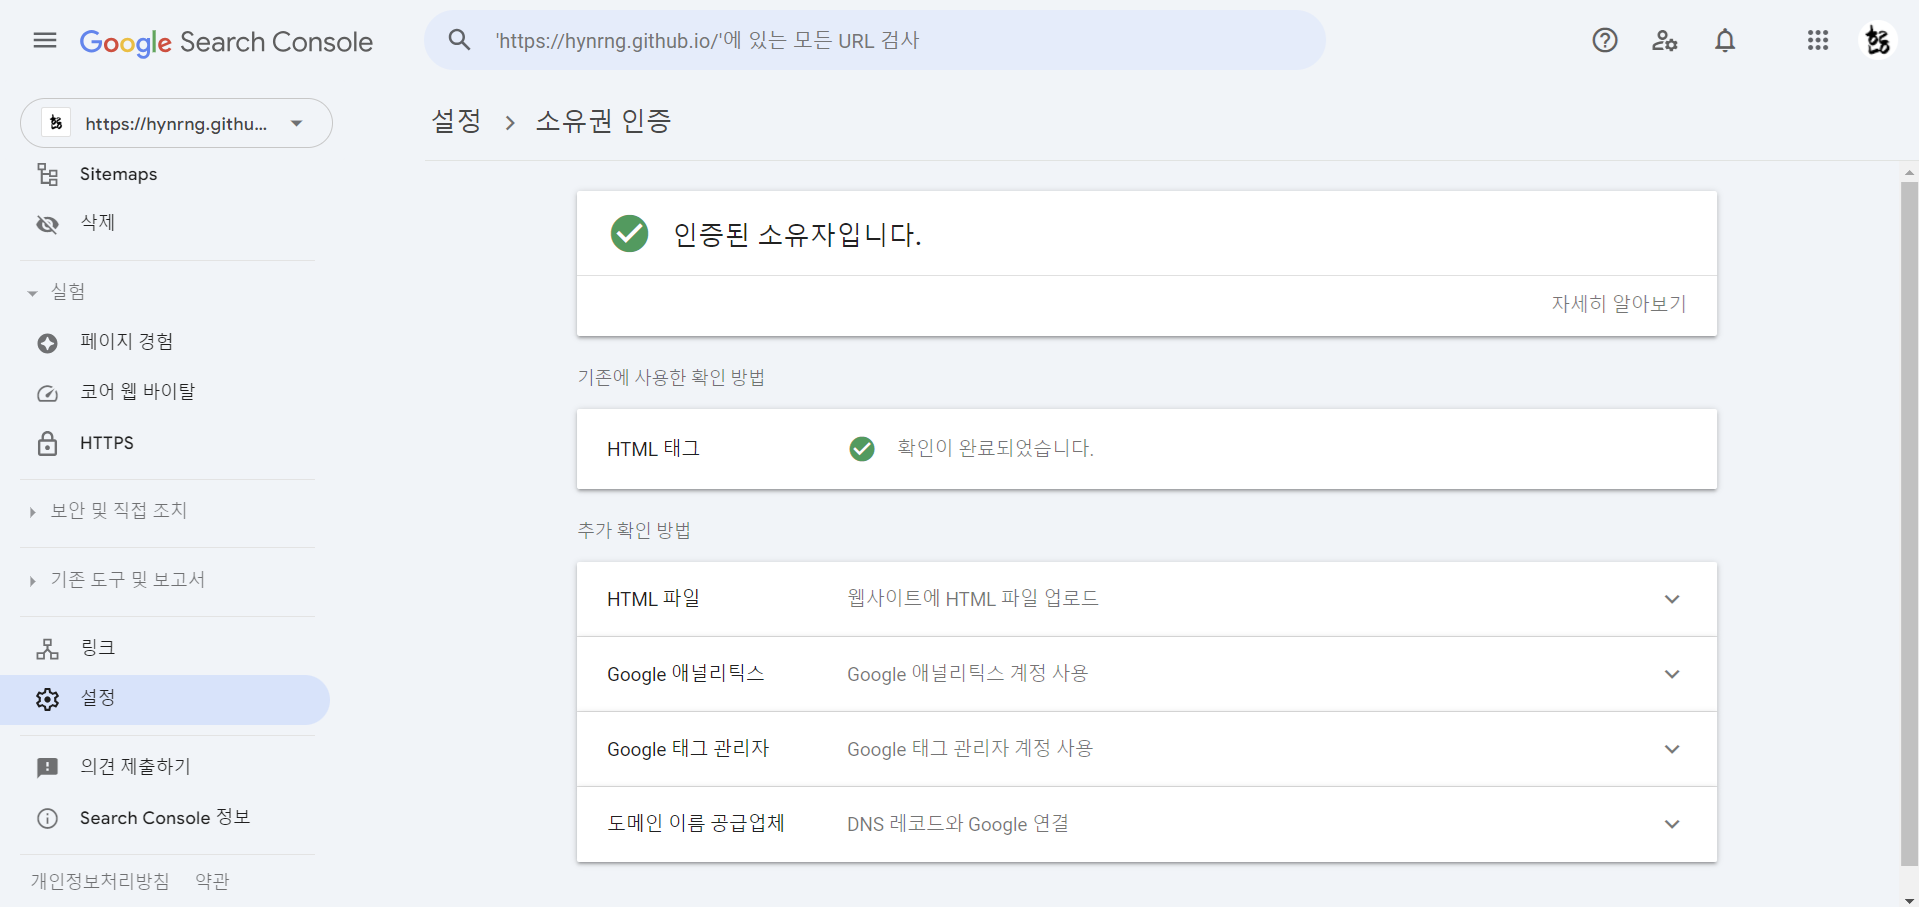 Google Search Console
'https://hynrng.github.io/'에 있는 모든 URL 검사
https://hynrng.githu...
Sitemaps
삭제
실험
페이지 경험
코어 웹 바이탈
HTTPS
보안 및 직접 조치
기존 도구 및 보고서
링크
설정
의견 제출하기
Search Console 정보
개인정보처리방침 약관
설정 > 소유권 인증
인증된 소유자입니다.
자세히 알아보기
기존에 사용한 확인 방법
HTML 태그 확인이 완료되었습니다.
추가 확인 방법
HTML 파일 웹사이트에 HTML 파일 업로드
Google 애널리틱스 Google 애널리틱스 계정 사용
Google 태그 관리자 Google 태그 관리자 계정 사용
도메인 이름 공급업체 DNS 레코드와 Google 연결